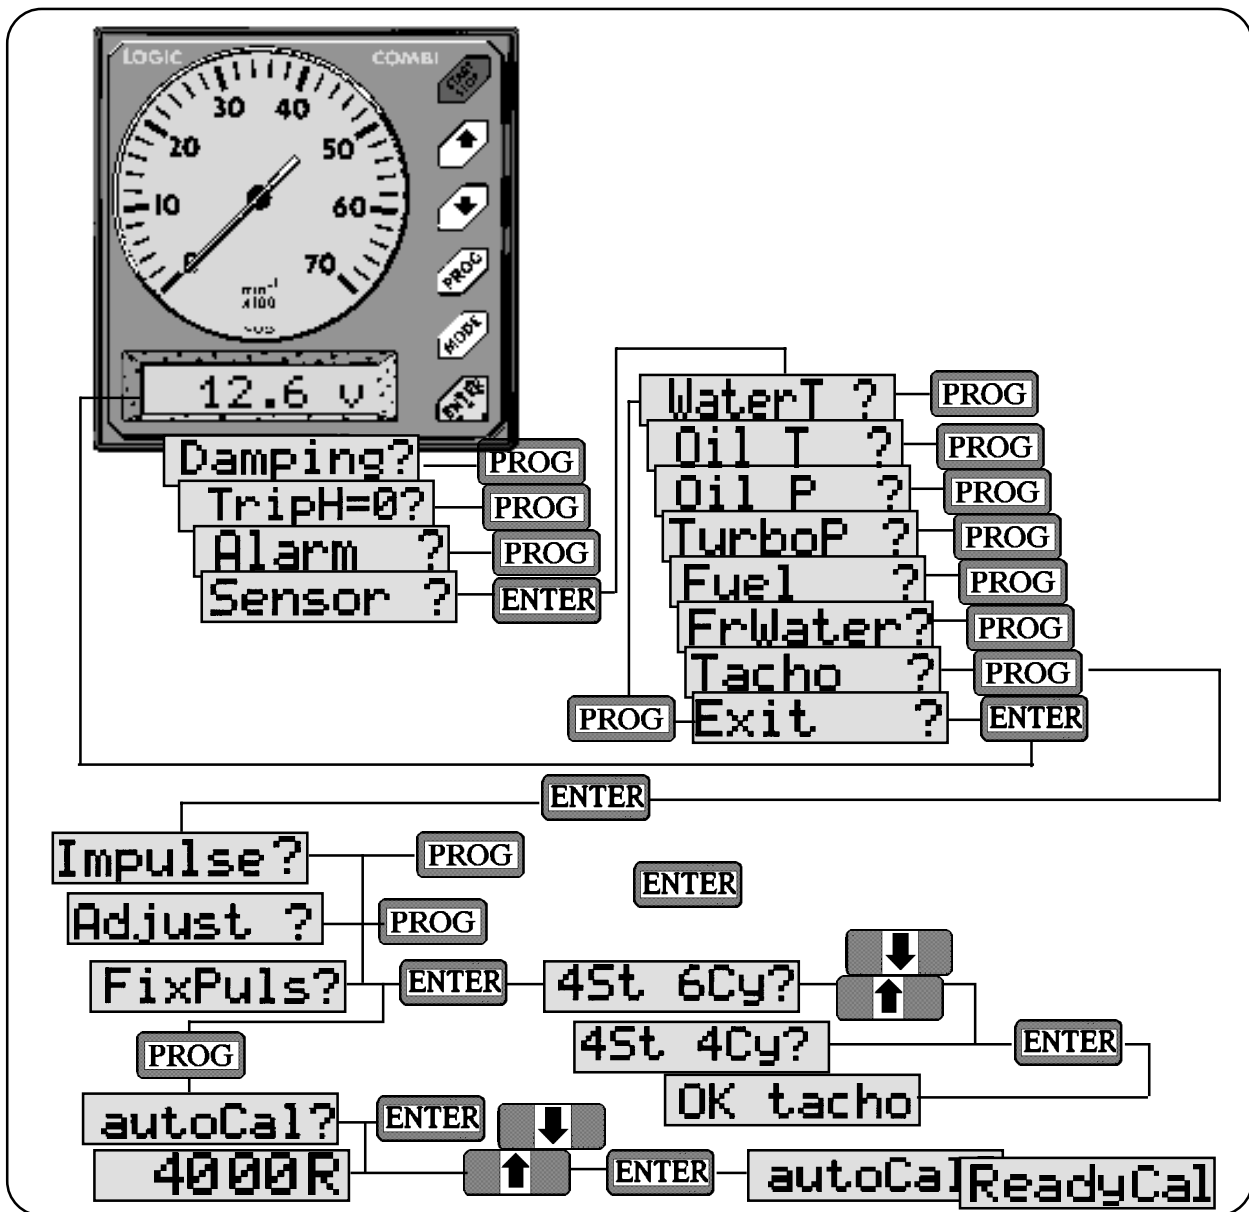 LOGIC COMBI
START STOP
30 40
20 50
10 60
0 70
min⁻¹
x100
VDO
PROG
MODE
ENTER
12.6 v
Damping? PROG
TripH=0? PROG
Alarm ? PROG
Sensor ? ENTER
WaterT ? PROG
Oil T ? PROG
Oil P ? PROG
TurboP ? PROG
Fuel ? PROG
FrWater? PROG
Tacho ? PROG
PROG Exit ? ENTER
ENTER
Impulse? PROG
ENTER
Adjust ? PROG
FixPuls? ENTER 4St 6Cy?
4St 4Cy? ENTER
PROG
OK tacho
autoCal? ENTER
4000R ENTER autoCal? ReadyCal